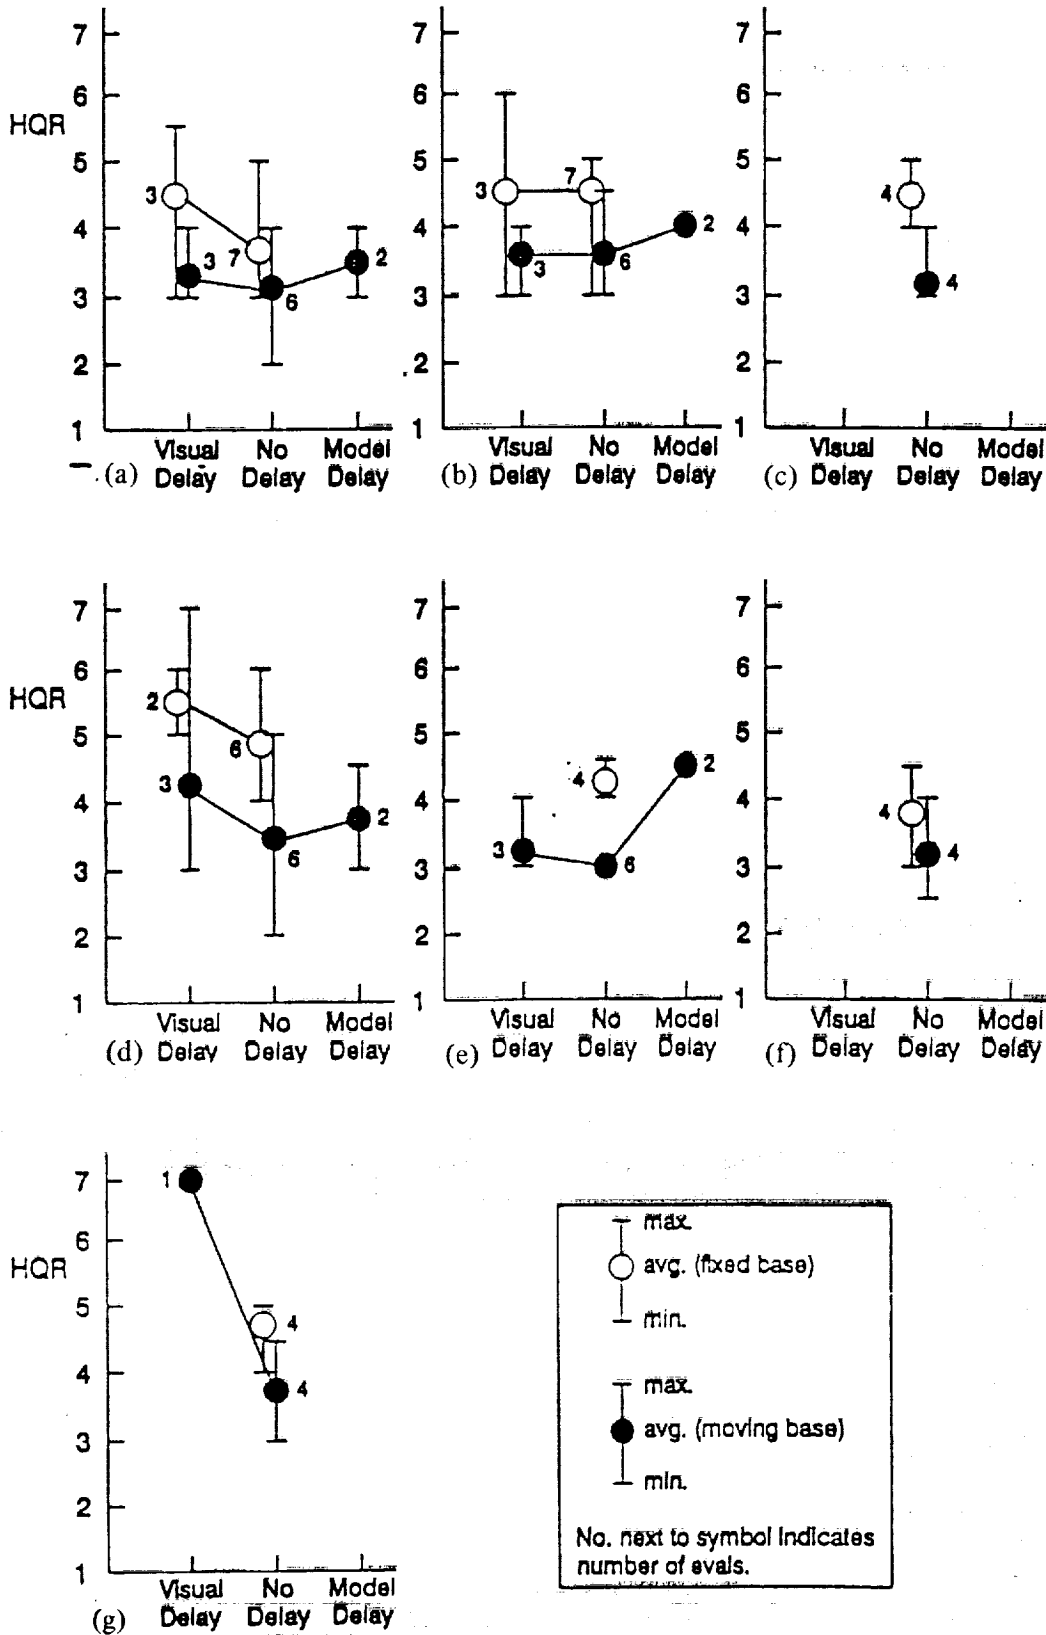 7 7 7
6 6 6
HQR
5 5 5
3 3 7 4
4 4 4
3 7 2 3 6 2
3 6 3 3 4
2 2 2
1 1 1
(a) Visual Delay No Delay Model Delay
(b) Visual Delay No Delay Model Delay
(c) Visual Delay No Delay Model Delay
7 7 7
6 6 6
HQR
2
5 6 5 5
4 3 2 4 4 2 4 4
6 3 6 4
3 3 3
2 2 2
1 1 1
(d) Visual Delay No Delay Model Delay
(e) Visual Delay No Delay Model Delay
(f) Visual Delay No Delay Model Delay
7 1
6
HQR
5 4
4 4
3
2
1
(g) Visual Delay No Delay Model Delay
max.
avg. (fixed base)
min.
max.
avg. (moving base)
min.
No. next to symbol indicates
number of evals.